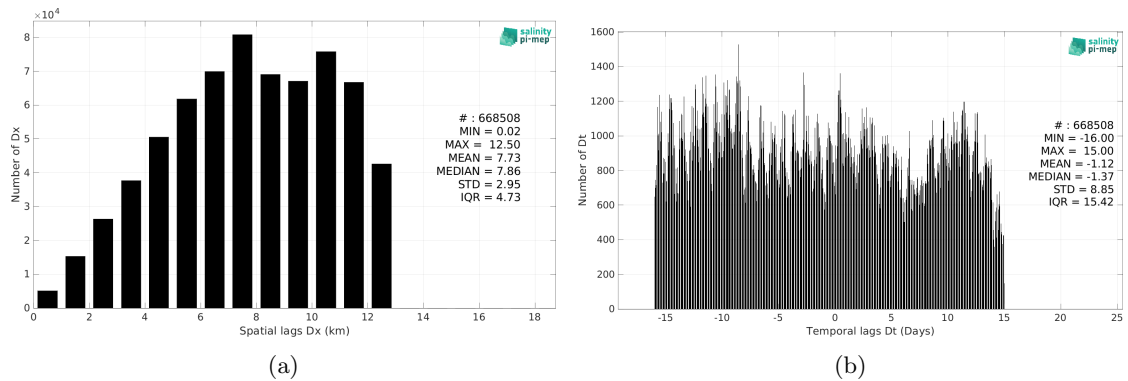 ×10⁴
8
7
6
5
4
3
2
1
0
Number of Dx
0 2 4 6 8 10 12 14 16 18
Spatial lags Dx (km)
salinity
pi-mep
# : 668508
MIN = 0.02
MAX = 12.50
MEAN = 7.73
MEDIAN = 7.86
STD = 2.95
IQR = 4.73
(a)
1600
1400
1200
1000
800
600
400
200
0
Number of Dt
-15 -10 -5 0 5 10 15 20 25
Temporal lags Dt (Days)
salinity
pi-mep
# : 668508
MIN = -16.00
MAX = 15.00
MEAN = -1.12
MEDIAN = -1.37
STD = 8.85
IQR = 15.42
(b)